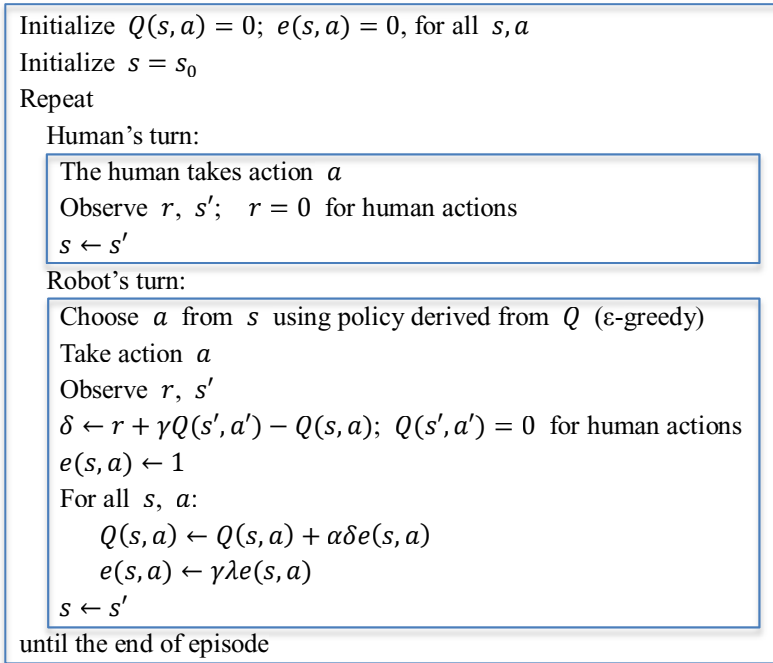 Initialize Q(s, a) = 0; e(s, a) = 0, for all s, a
Initialize s = s₀
Repeat
Human’s turn:
The human takes action a
Observe r, s′; r = 0 for human actions
s ← s′
Robot’s turn:
Choose a from s using policy derived from Q (ε-greedy)
Take action a
Observe r, s′
δ ← r + γQ(s′, a′) − Q(s, a); Q(s′, a′) = 0 for human actions
e(s, a) ← 1
For all s, a:
Q(s, a) ← Q(s, a) + αδe(s, a)
e(s, a) ← γλe(s, a)
s ← s′
until the end of episode